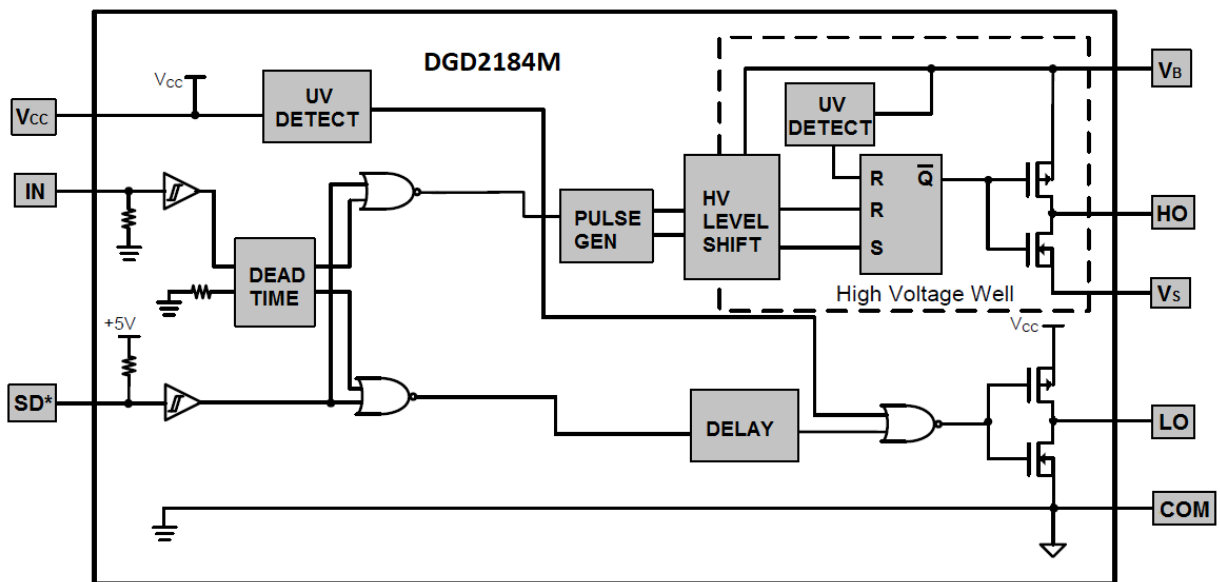 DGD2184M
VCC
VCC
UV
DETECT
VB
UV
DETECT
IN
HV
LEVEL
SHIFT
R
Q
R
S
PULSE
GEN
HO
DEAD
TIME
High Voltage Well
VS
+5V
VCC
SD*
DELAY
LO
COM